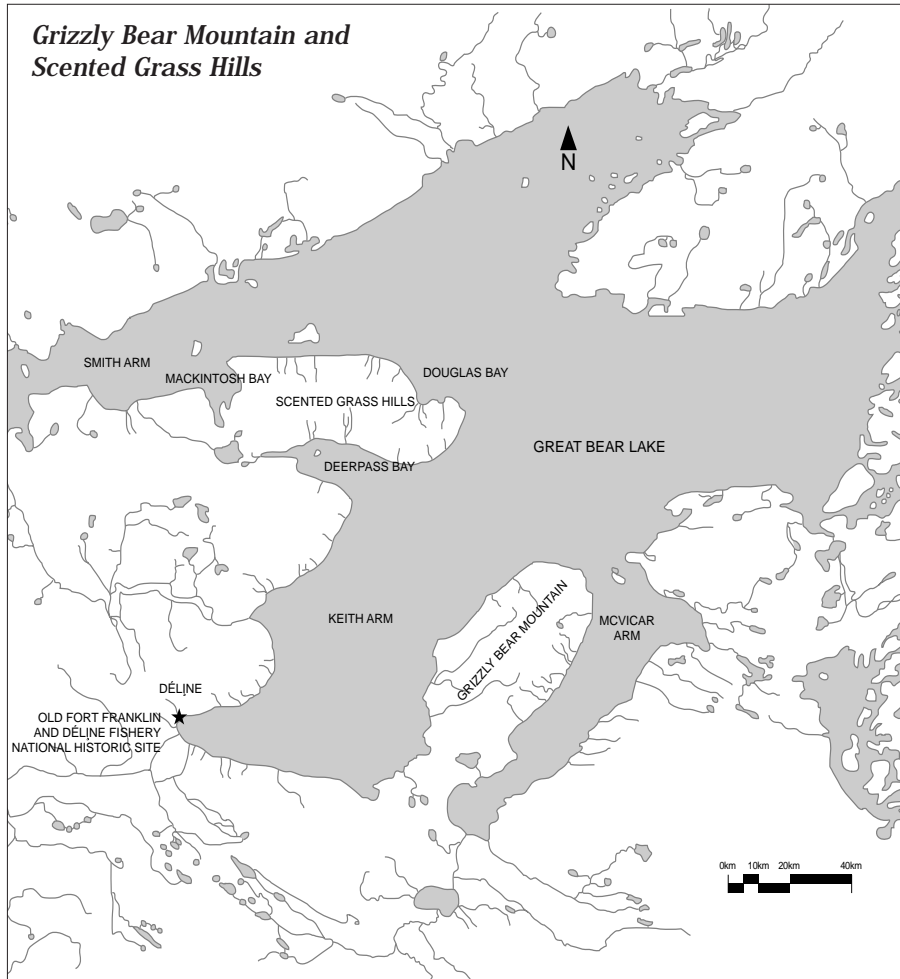 Grizzly Bear Mountain and
Scented Grass Hills
N
SMITH ARM
MACKINTOSH BAY
DOUGLAS BAY
SCENTED GRASS HILLS
GREAT BEAR LAKE
DEERPASS BAY
KEITH ARM
GRIZZLY BEAR MOUNTAIN
MCVICAR
ARM
DÉLĮNE
OLD FORT FRANKLIN
AND DÉLĮNE FISHERY
NATIONAL HISTORIC SITE
0km 10km 20km 40km